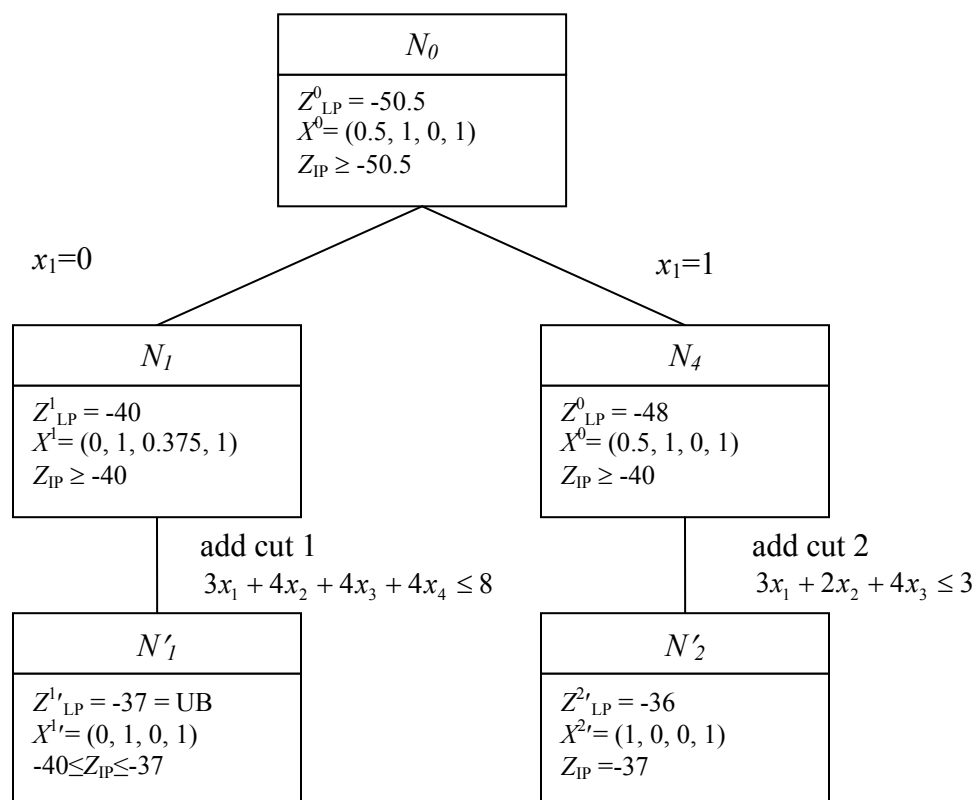 N₀
Z⁰LP = -50.5
X⁰= (0.5, 1, 0, 1)
ZIP ≥ -50.5
x₁=0
x₁=1
N₁
Z¹LP = -40
X¹= (0, 1, 0.375, 1)
ZIP ≥ -40
N₄
Z⁰LP = -48
X⁰= (0.5, 1, 0, 1)
ZIP ≥ -40
add cut 1
3x₁ + 4x₂ + 4x₃ + 4x₄ ≤ 8
add cut 2
3x₁ + 2x₂ + 4x₃ ≤ 3
N'₁
Z¹'LP = -37 = UB
X¹'= (0, 1, 0, 1)
-40≤ZIP≤-37
N'₂
Z²'LP = -36
X²'= (1, 0, 0, 1)
ZIP =-37